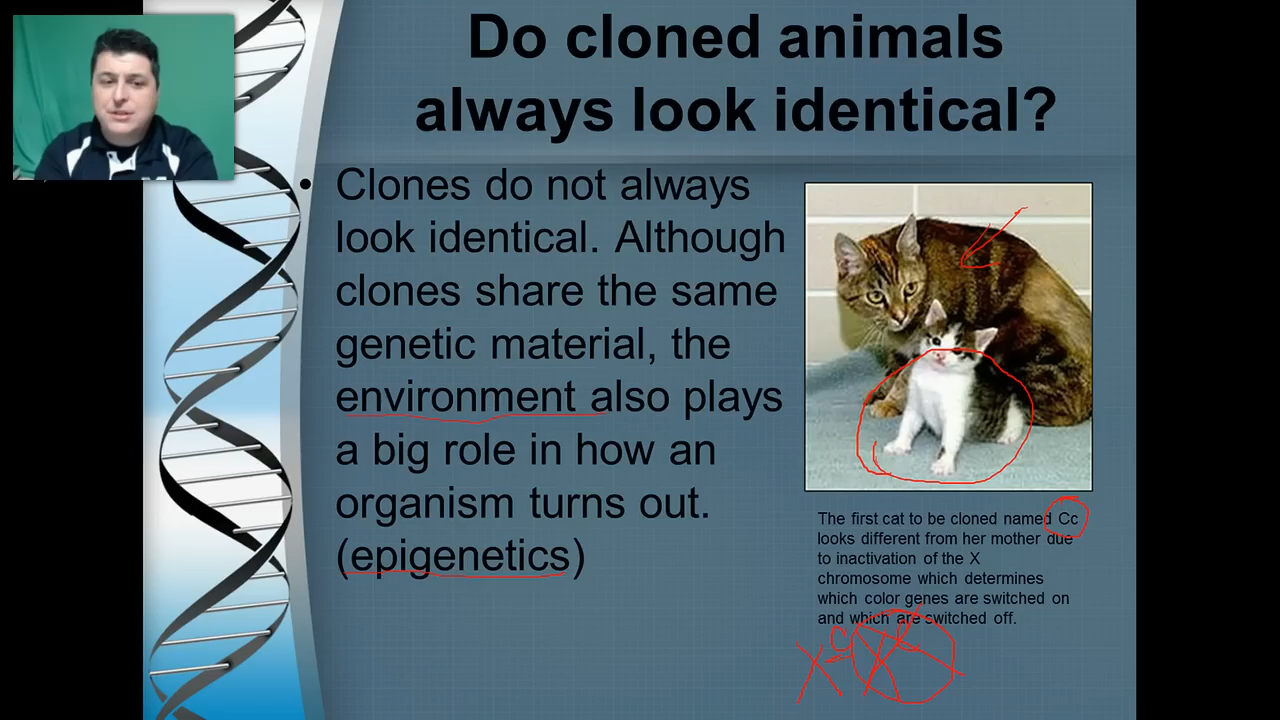 Do cloned animals
always look identical?
• Clones do not always
look identical. Although
clones share the same
genetic material, the
environment also plays
a big role in how an
organism turns out.
(epigenetics)
The first cat to be cloned named Cc
looks different from her mother due
to inactivation of the X
chromosome which determines
which color genes are switched on
and which are switched off.